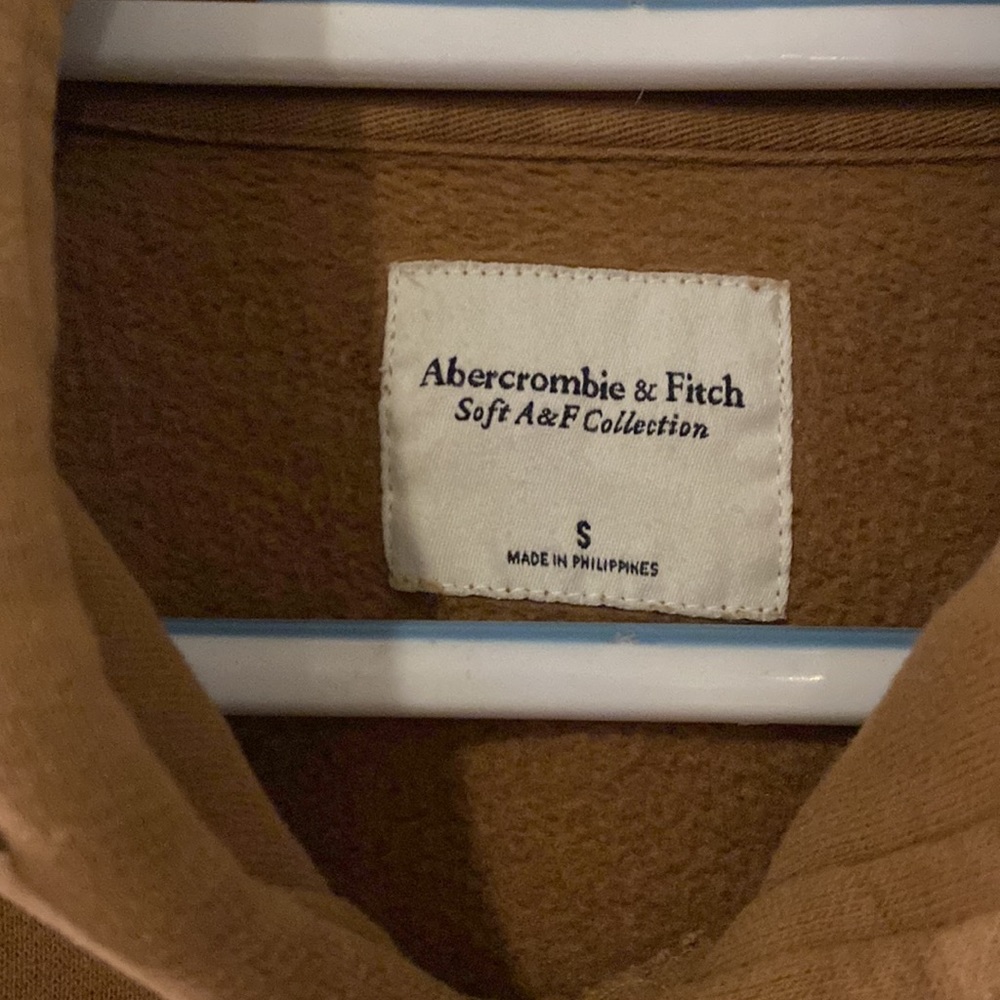 Abercrombie & Fitch
Soft A&F Collection
S
MADE IN PHILIPPINES